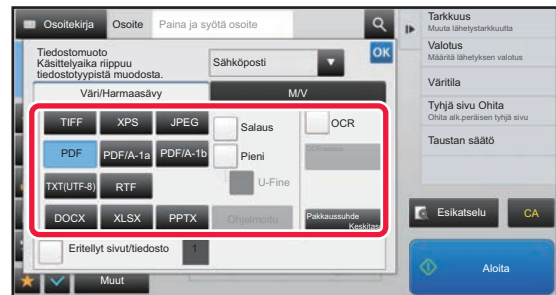 Osoitekirja
Osoite
Paina ja syötä osoite
Tiedostomuoto
Käsittelyaika riippuu
tiedostotyypistä muodosta.
Sähköposti
OK
Väri/Harmaasävy
M/V
TIFF
XPS
JPEG
Salaus
OCR
PDF
PDF/A-1a
PDF/A-1b
Pieni
TXT(UTF-8)
RTF
U-Fine
DOCX
XLSX
PPTX
Ohjelmoitu
Pakkaussuhde
Keskitaso
Eritellyt sivut/tiedosto
1
Muut
Tarkkuus
Muuta lähetystarkkuutta
Valotus
Määritä lähetyksen valotus
Väritila
Tyhjä sivu Ohita
Ohita alk.peräisen tyhjä sivu
Taustan säätö
Esikatselu
CA
Aloita